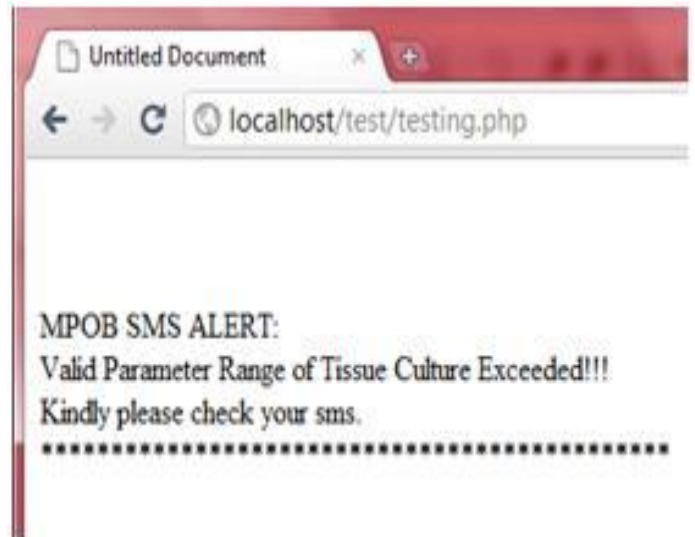 Untitled Document
localhost/test/testing.php
MPOB SMS ALERT:
Valid Parameter Range of Tissue Culture Exceeded!!!
Kindly please check your sms.